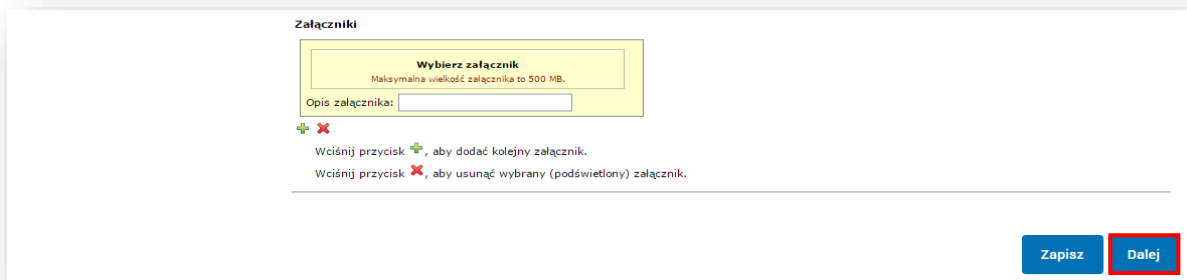 Załączniki
Wybierz załącznik
Maksymalna wielkość załącznika to 500 MB.
Opis załącznika:
Wciśnij przycisk , aby dodać kolejny załącznik.
Wciśnij przycisk , aby usunąć wybrany (podświetlony) załącznik.
Zapisz Dalej